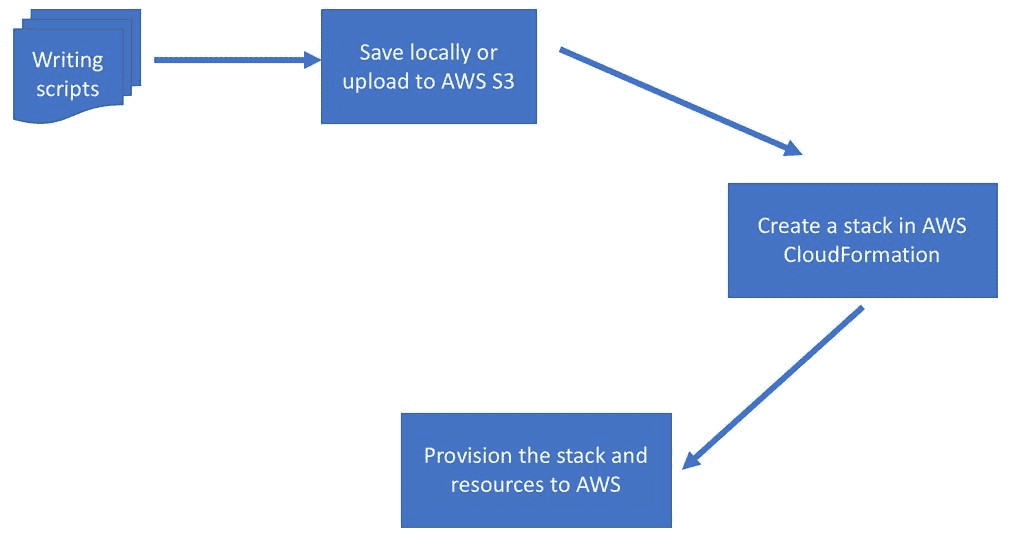 Writing
scripts
Save locally or
upload to AWS S3
Create a stack in AWS
CloudFormation
Provision the stack and
resources to AWS